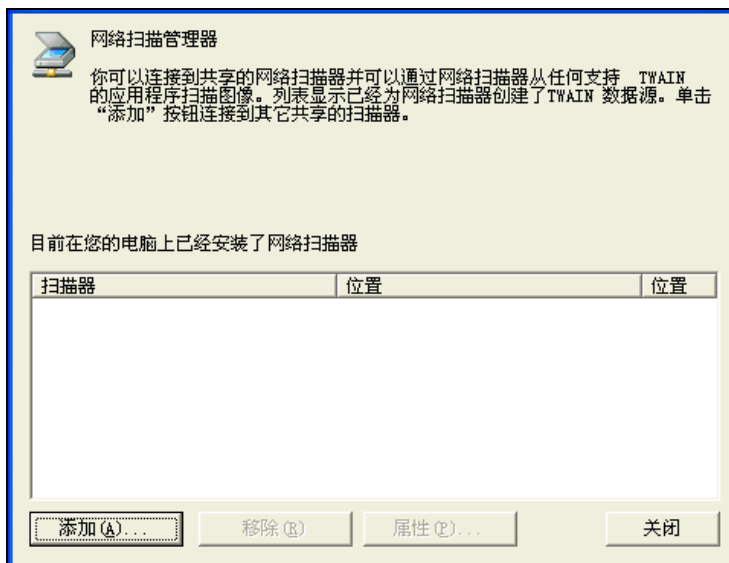 网络扫描管理器
你可以连接到共享的网络扫描器并可以通过网络扫描器从任何支持 TWAIN
的应用程序扫描图像。列表显示已经为网络扫描器创建了TWAIN 数据源。单击
“添加”按钮连接到其它共享的扫描器。
目前在您的电脑上已经安装了网络扫描器
扫描器 位置 位置
添加(A)... 移除(R) 属性(P)... 关闭